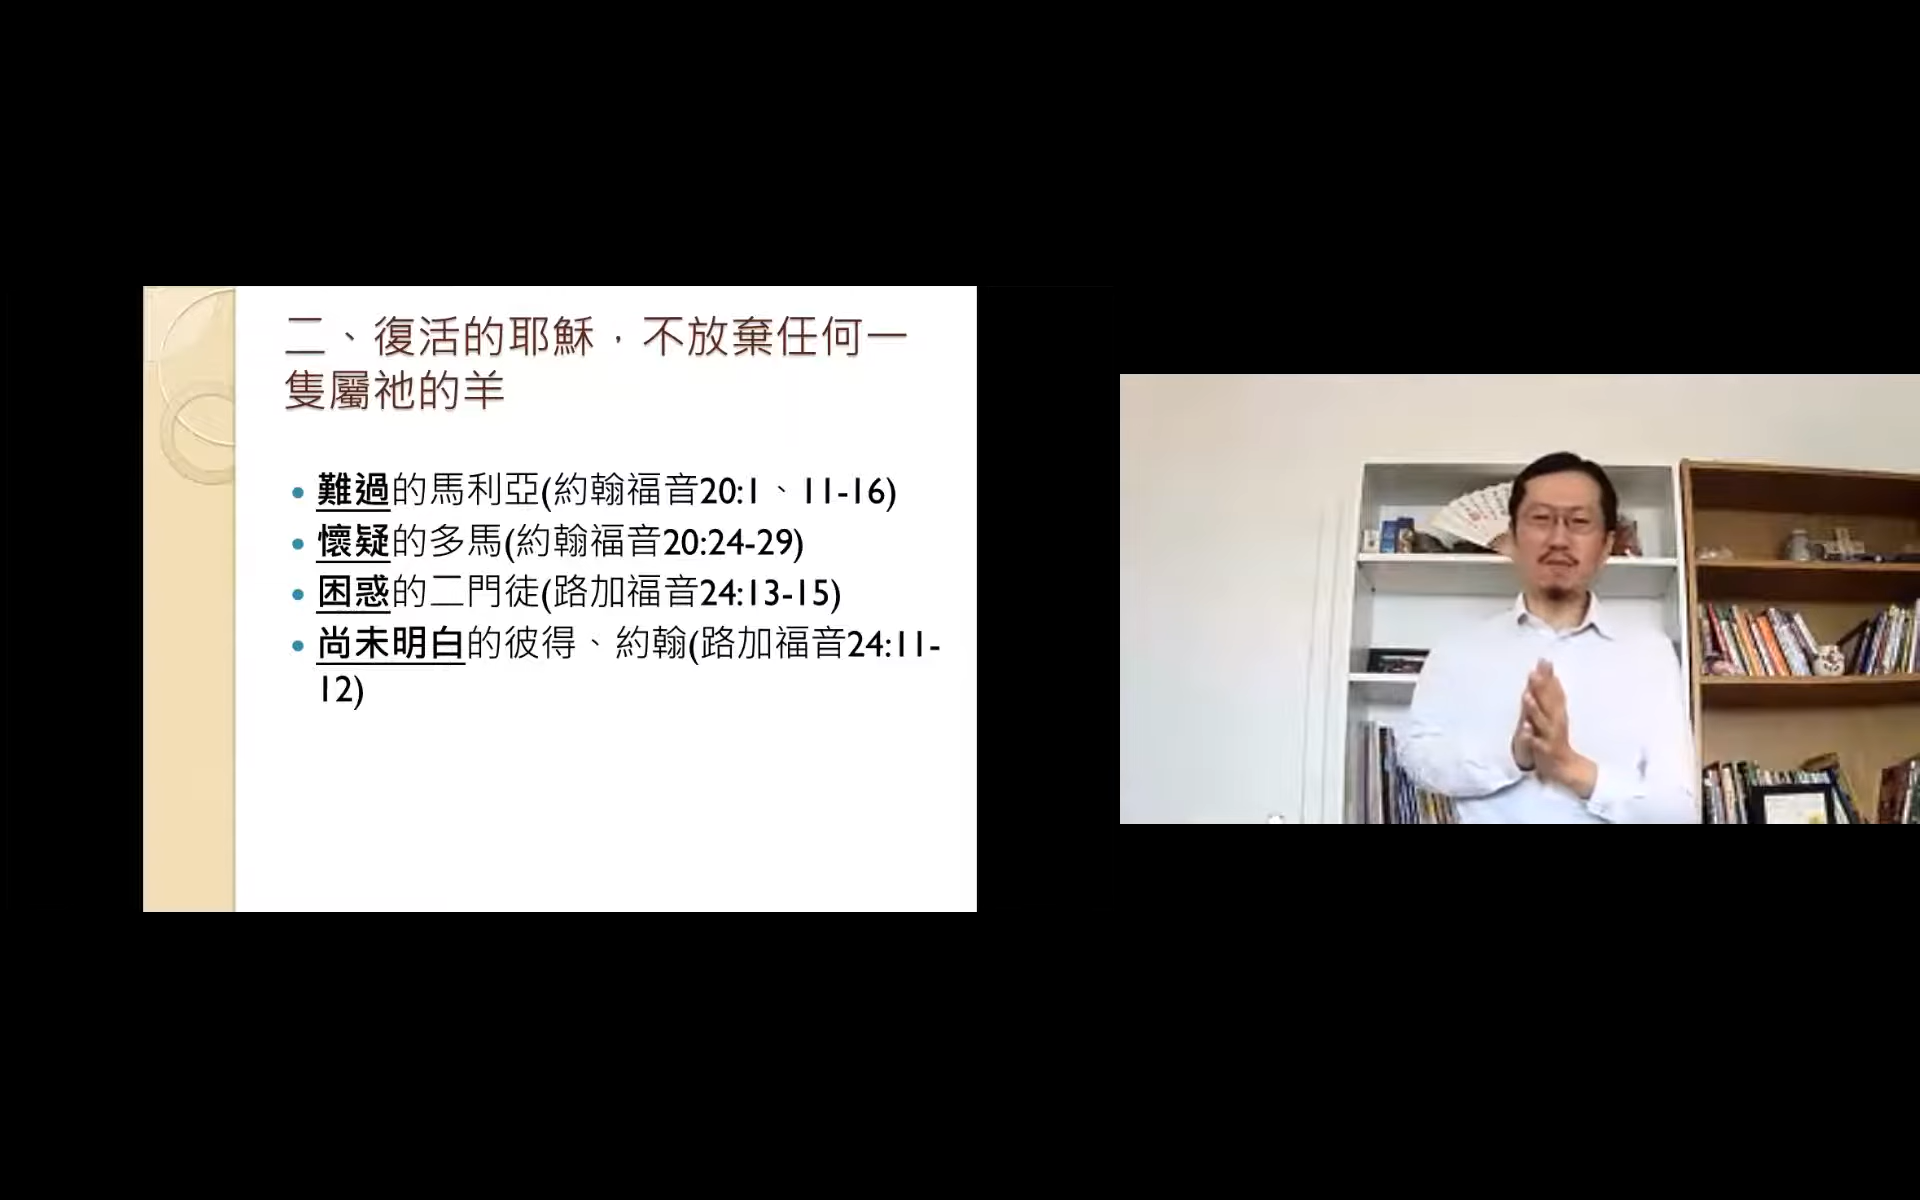 二、復活的耶穌，不放棄任何一
隻屬祂的羊
• 難過的馬利亞(約翰福音20:1、11-16)
• 懷疑的多馬(約翰福音20:24-29)
• 困惑的二門徒(路加福音24:13-15)
• 尚未明白的彼得、約翰(路加福音24:11-
12)